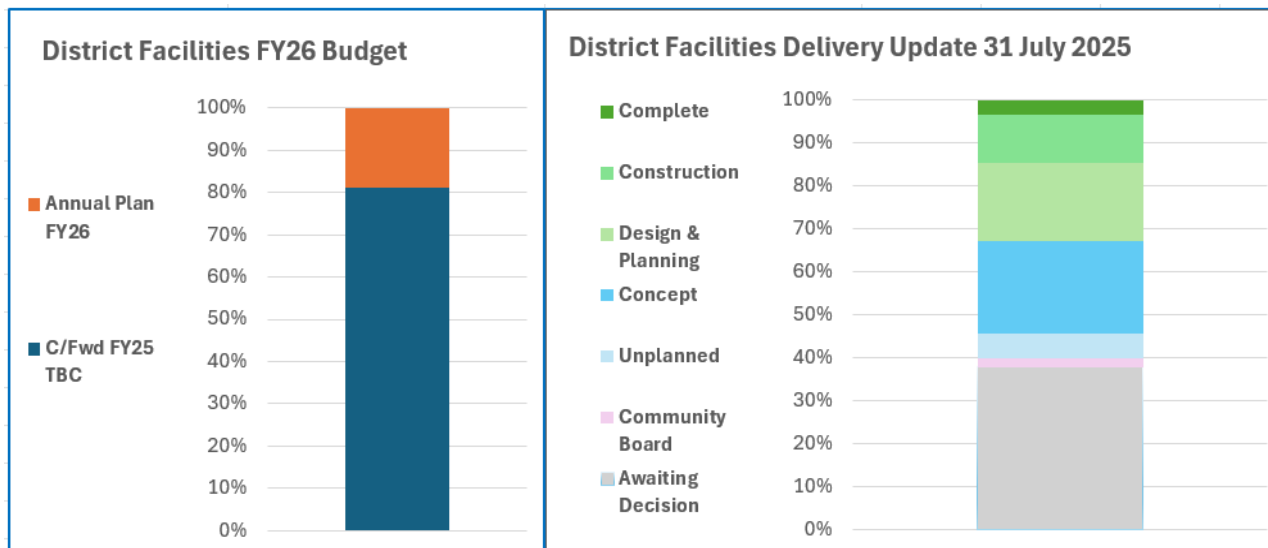 District Facilities FY26 Budget
100%
90%
80%
70%
60%
50%
40%
30%
20%
10%
0%
Annual Plan
FY26
C/Fwd FY25
TBC
District Facilities Delivery Update 31 July 2025
Complete
Construction
Design &
Planning
Concept
Unplanned
Community
Board
Awaiting
Decision
100%
90%
80%
70%
60%
50%
40%
30%
20%
10%
0%